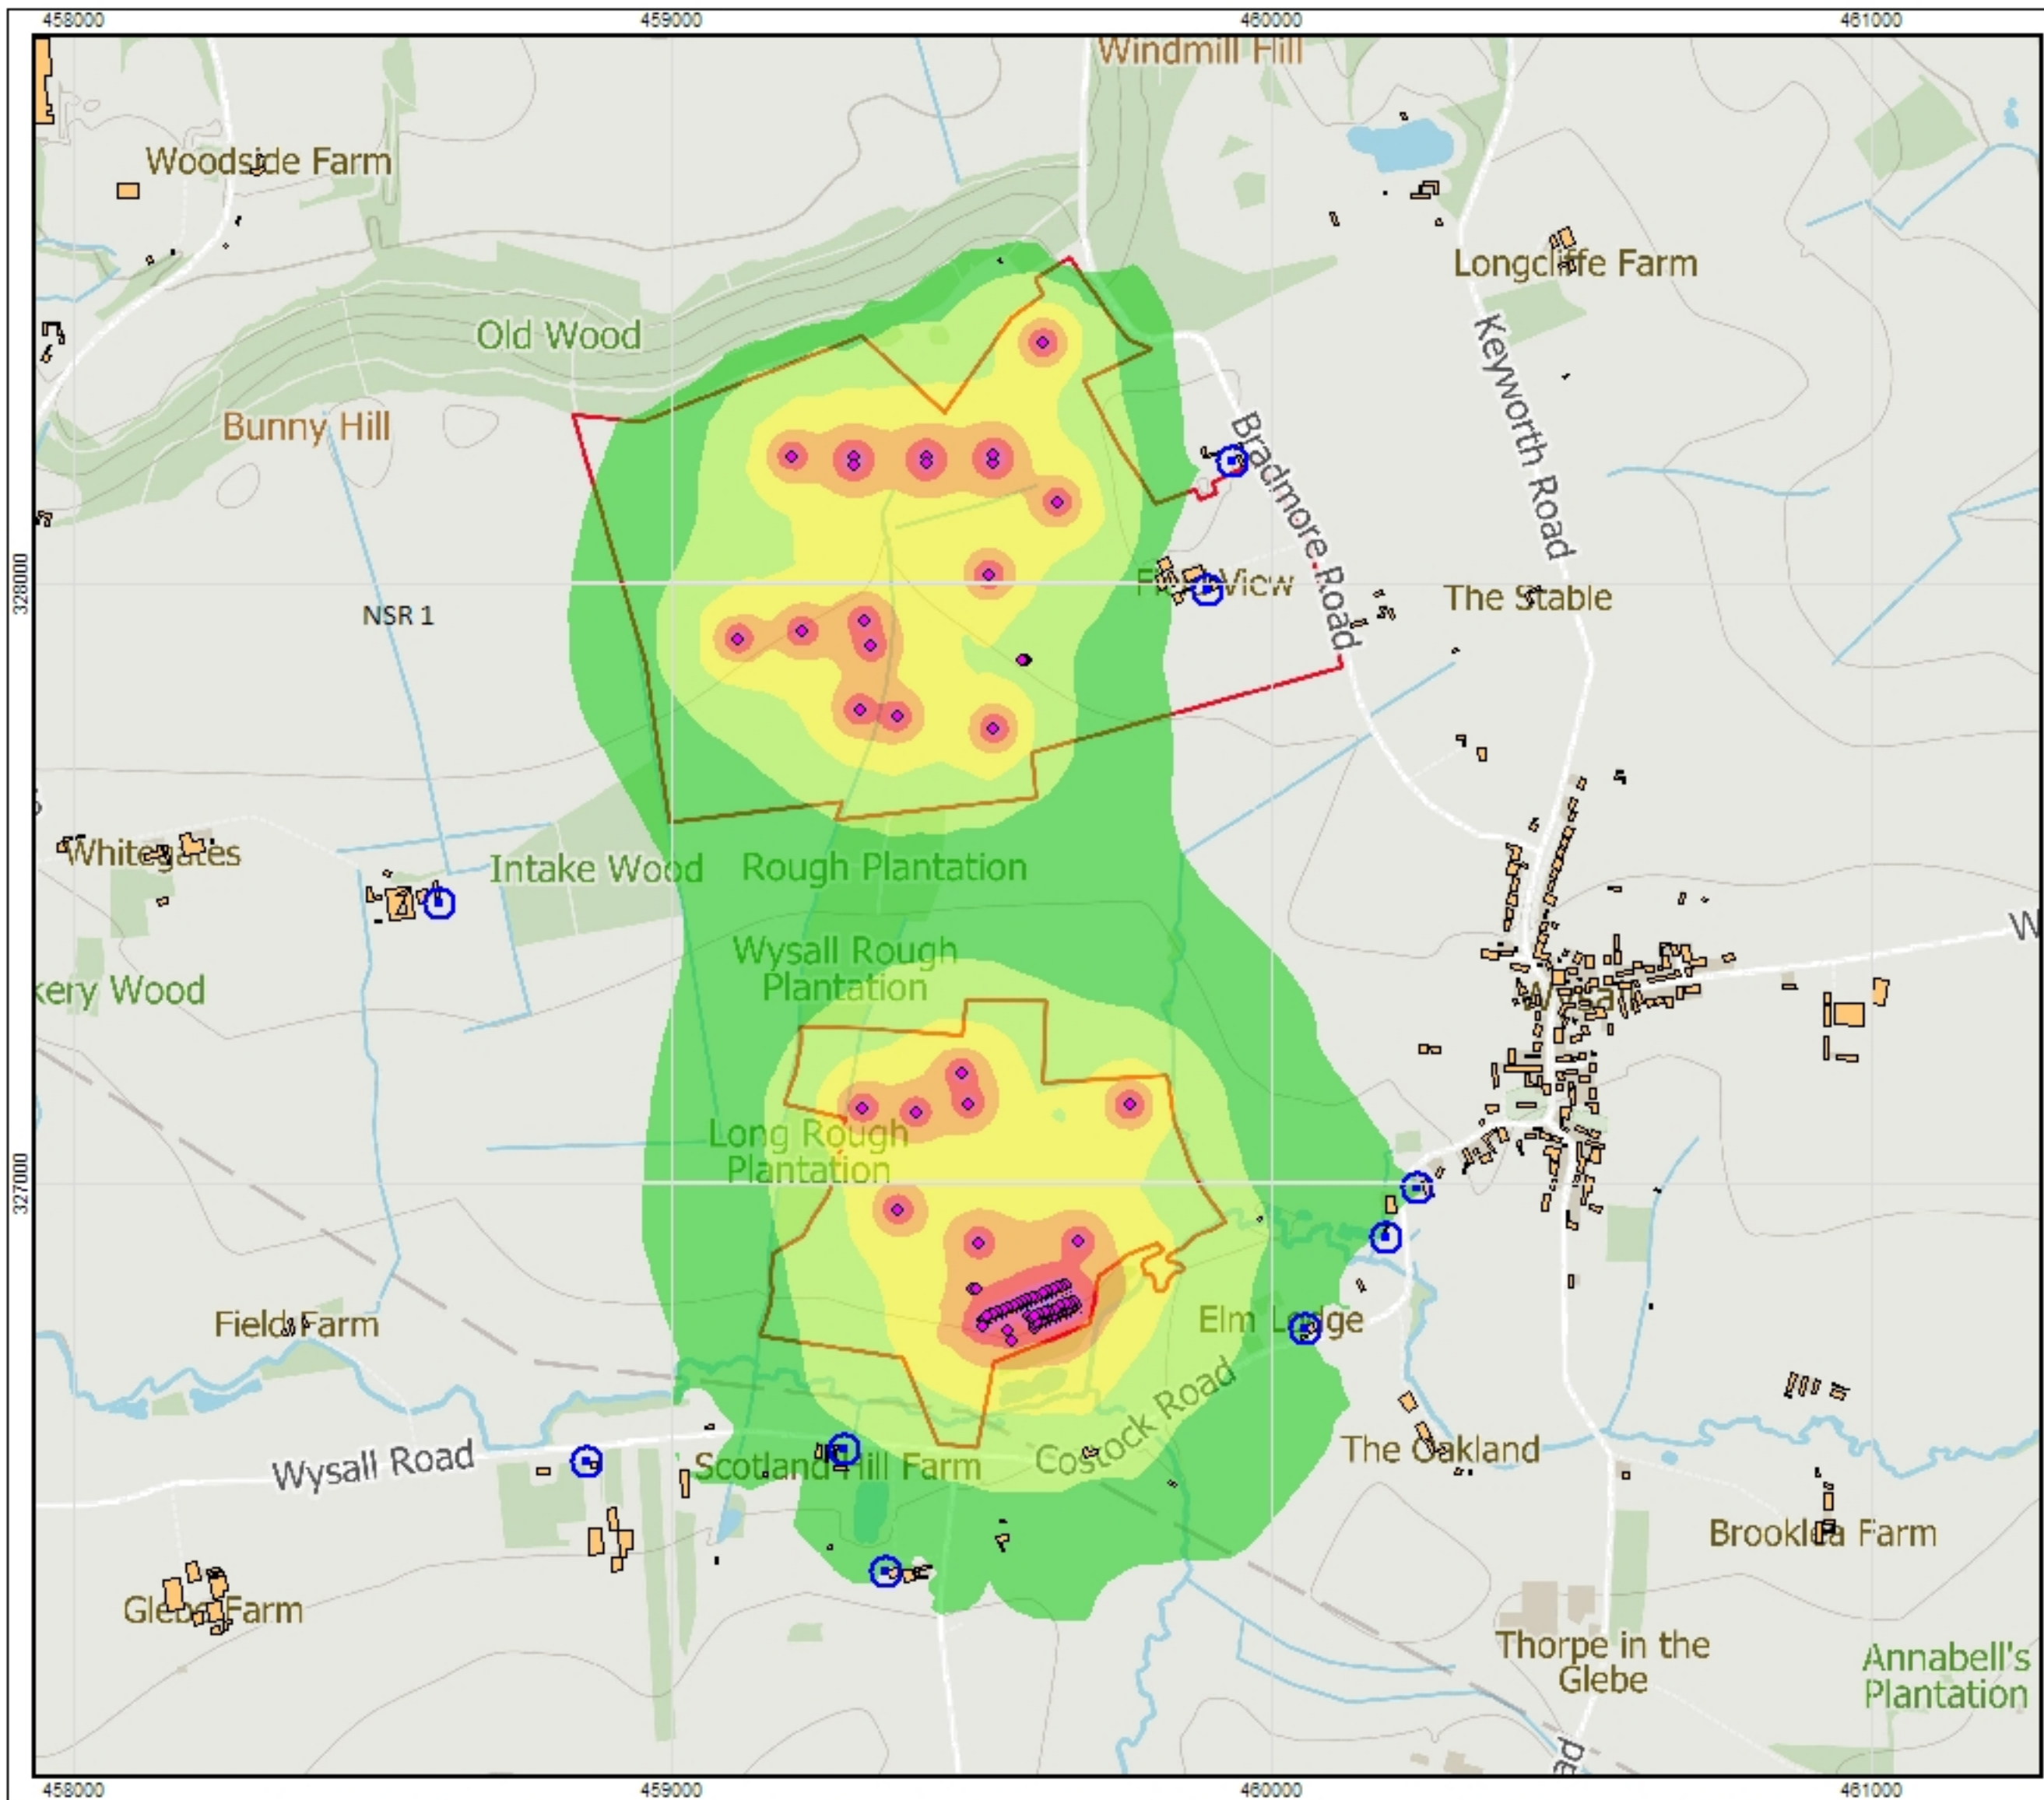 458000 459000 460000 461000
Windmill Hill
Woodside Farm
Longcliffe Farm
Old Wood
Keyworth Road
Bunny Hill
Bradmore Road
328000
Field View
The Stable
NSR 1
Whitegates
Intake Wood
Rough Plantation
W
Wysall Rough
Plantation
kery Wood
Wysall
Long Rough
Plantation
327000
Field Farm
Elm Lodge
Costock Road
Wysall Road
Scotland Hill Farm
The Oakland
Brooklea Farm
Glebe Farm
Thorpe in the
Glebe
Annabell's
Plantation
458000 459000 460000 461000